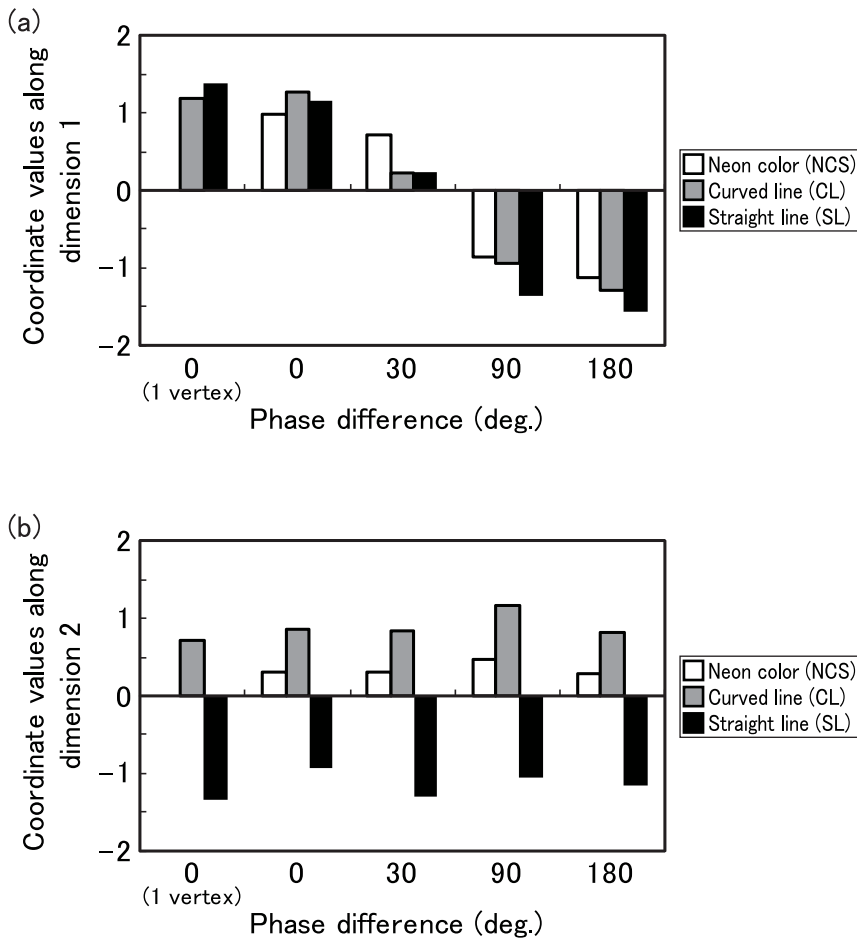 (a)
Coordinate values along
dimension 1
2
1
0
−1
−2
0
0
30
90
180
(1 vertex)
Phase difference (deg.)
Neon color (NCS)
Curved line (CL)
Straight line (SL)
(b)
Coordinate values along
dimension 2
2
1
0
−1
−2
0
0
30
90
180
(1 vertex)
Phase difference (deg.)
Neon color (NCS)
Curved line (CL)
Straight line (SL)